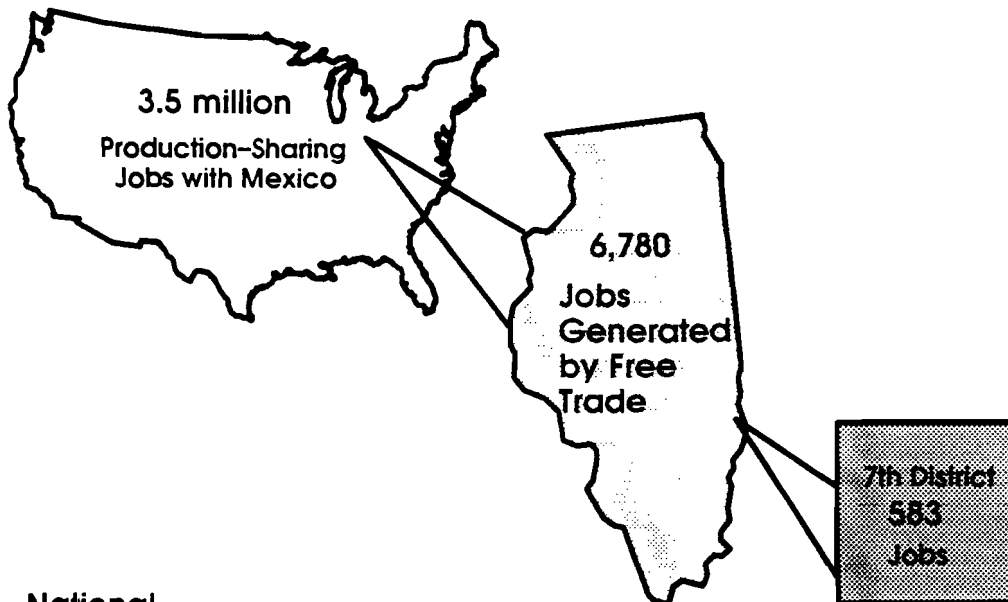 3.5 million
Production-Sharing
Jobs with Mexico
6,780
Jobs
Generated
by Free
Trade
7th District
583
Jobs
National